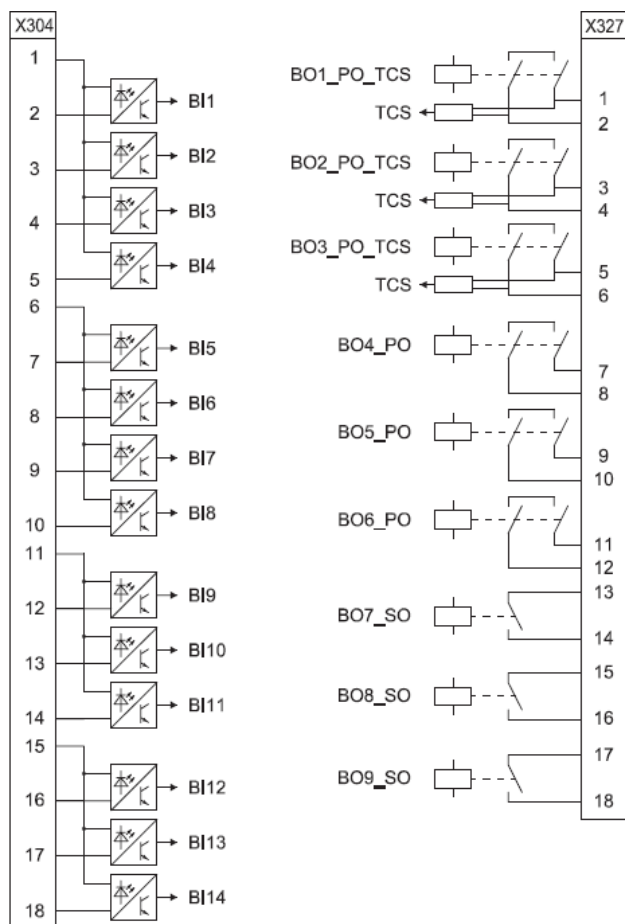 X304
1
2
BI1
3
BI2
4
BI3
5
BI4
6
7
BI5
8
BI6
9
BI7
10
BI8
11
12
BI9
13
BI10
14
BI11
15
16
BI12
17
BI13
18
BI14
X327
BO1_PO_TCS
1
TCS
2
BO2_PO_TCS
3
TCS
4
BO3_PO_TCS
5
TCS
6
BO4_PO
7
8
BO5_PO
9
10
BO6_PO
11
12
13
BO7_SO
14
15
BO8_SO
16
17
BO9_SO
18